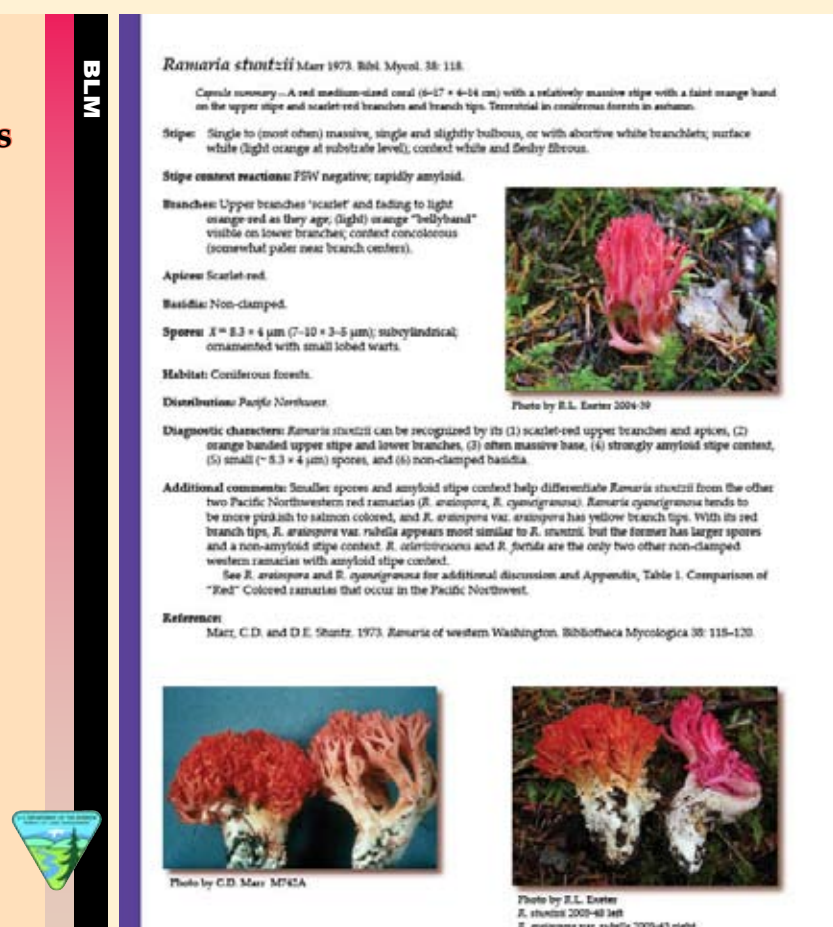 s
BLM
Ramaria stuntzii Marr 1973. Bibl. Mycol. 38: 118.
Capsule summary—A red medium-sized coral (6–17 × 4–14 cm) with a relatively massive stipe with a faint orange band
on the upper stipe and scarlet-red branches and branch tips. Terrestrial in coniferous forests in autumn.
Stipe: Single to (most often) massive, single and slightly bulbous, or with abortive white branchlets; surface
white (light orange at substrate level); context white and fleshy fibrous.
Stipe context reactions: FSW negative; rapidly amyloid.
Branches: Upper branches 'scarlet' and fading to light
orange-red as they age; (light) orange "bellyband"
visible on lower branches; context concolorous
(somewhat paler near branch centers).
Apices: Scarlet-red.
Basidia: Non-clamped.
Spores: X = 8.3 × 4 µm (7–10 × 3–5 µm); subcylindrical;
ornamented with small lobed warts.
Habitat: Coniferous forests.
Distribution: Pacific Northwest.
Photo by R.L. Exeter 2004-39
Diagnostic characters: Ramaria stuntzii can be recognized by its (1) scarlet-red upper branches and apices, (2)
orange banded upper stipe and lower branches, (3) often massive base, (4) strongly amyloid stipe context,
(5) small (~ 8.3 × 4 µm) spores, and (6) non-clamped basidia.
Additional comments: Smaller spores and amyloid stipe context help differentiate Ramaria stuntzii from the other
two Pacific Northwestern red ramarias (R. araiospora, R. cyaneigranosa). Ramaria cyaneigranosa tends to
be more pinkish to salmon colored, and R. araiospora var. araiospora has yellow branch tips. With its red
branch tips, R. araiospora var. rubella appears most similar to R. stuntzii, but the former has larger spores
and a non-amyloid stipe context. R. celerivirescens and R. foetida are the only two other non-clamped
western ramarias with amyloid stipe context.
See R. araiospora and R. cyaneigranosa for additional discussion and Appendix, Table 1. Comparison of
"Red" Colored ramarias that occur in the Pacific Northwest.
Reference:
Marr, C.D. and D.E. Stuntz. 1973. Ramaria of western Washington. Bibliotheca Mycologica 38: 118–120.
Photo by C.D. Marr M742A
Photo by R.L. Exeter
R. stuntzii 2003-48 left
R. araiospora var. rubella 2003-43 right